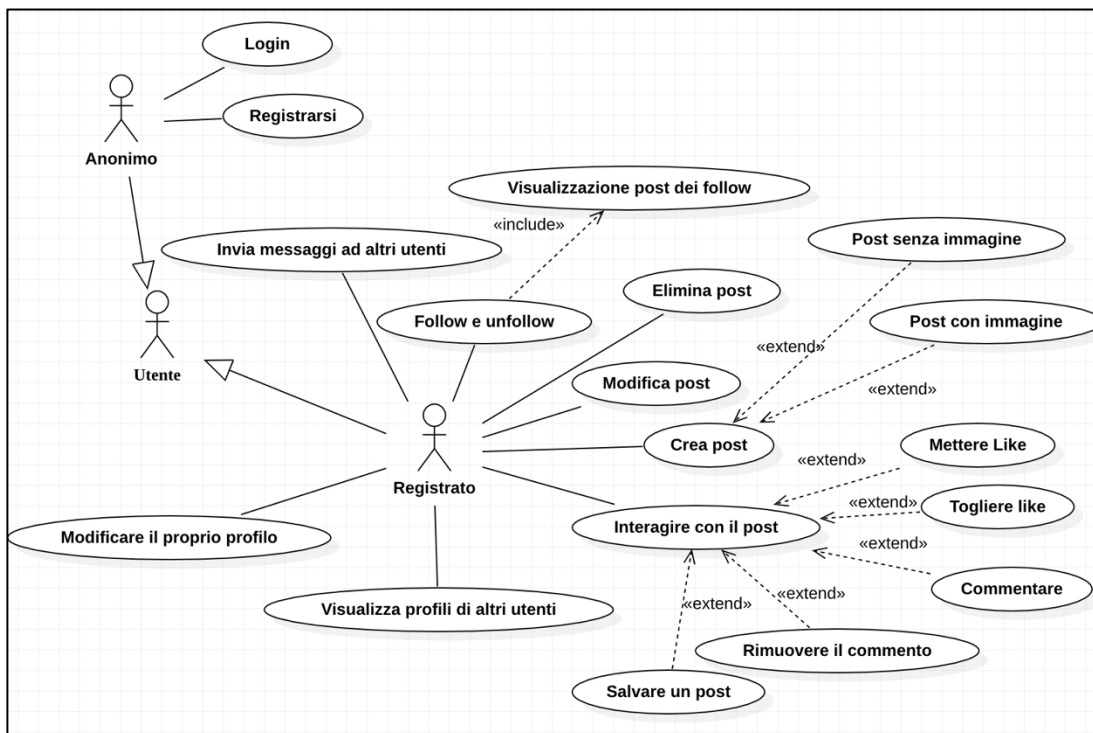 Login
Registrarsi
Anonimo
Visualizzazione post dei follow
«include»
Invia messaggi ad altri utenti
Post senza immagine
Elimina post
Follow e unfollow
Post con immagine
«extend»
Utente
Modifica post
«extend»
Crea post
Mettere Like
«extend»
Registrato
«extend»
Togliere like
Interagire con il post
Modificare il proprio profilo
«extend»
Commentare
«extend»
«extend»
Visualizza profili di altri utenti
Rimuovere il commento
Salvare un post